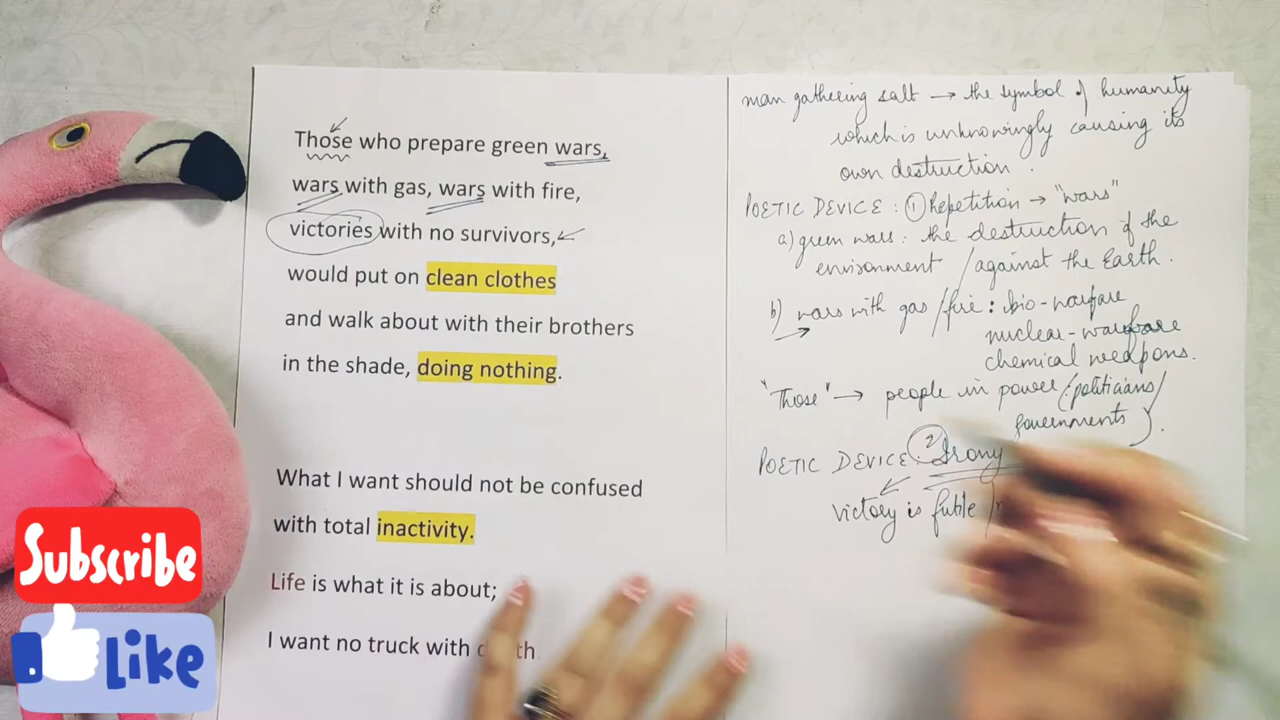 Those who prepare green wars,
wars with gas, wars with fire,
victories with no survivors,
would put on clean clothes
and walk about with their brothers
in the shade, doing nothing.
What I want should not be confused
with total inactivity.
Life is what it is about;
I want no truck with
man gathering salt → the symbol of humanity
which is unknowingly causing its
own destruction.
POETIC DEVICE : ① Repetition → "wars"
a) green wars : the destruction of the
environment / against the Earth.
b) wars with gas / fire : bio-warfare
nuclear-warfare
chemical weapons.
"Those" → people in power (politicians/
governments).
POETIC DEVICE : ② Irony
victory is futile /
Subscribe
Like